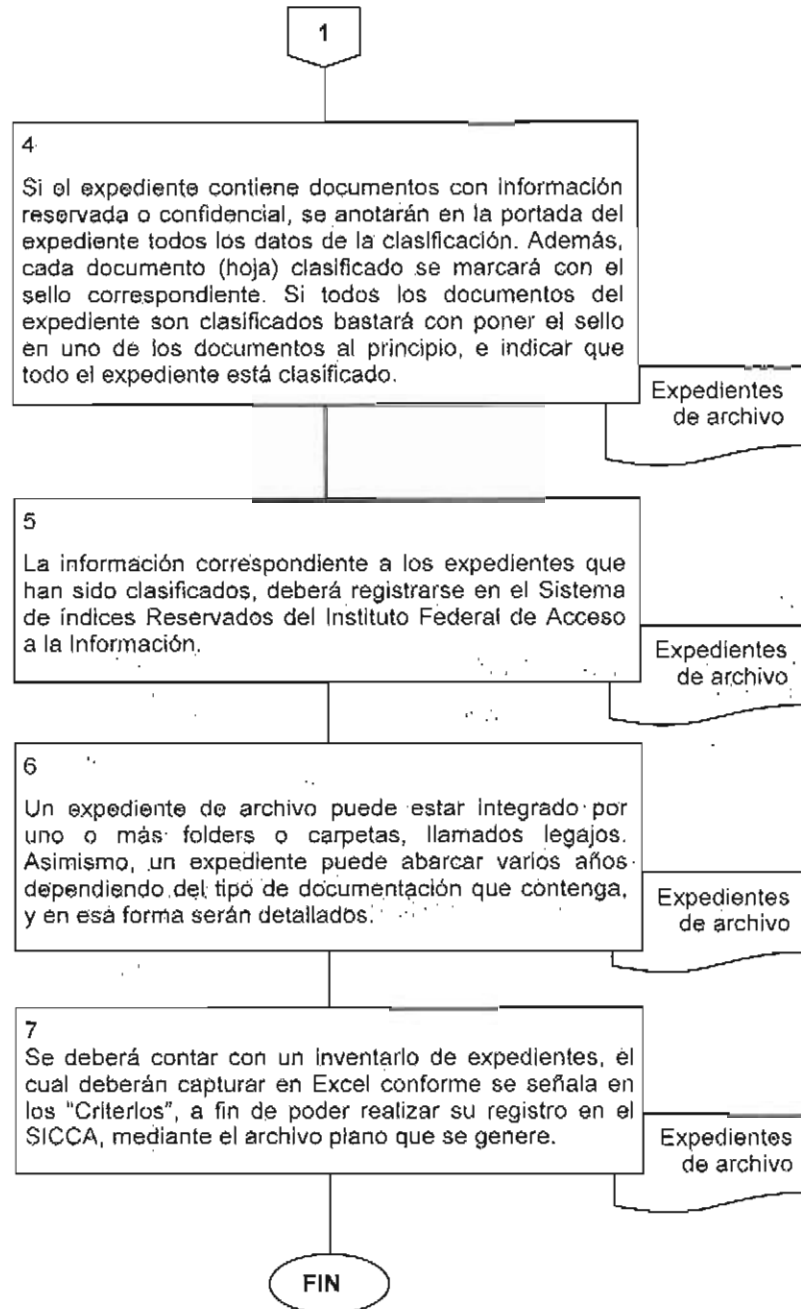 1
4
Si el expediente contiene documentos con información
reservada o confidencial, se anotarán en la portada del
expediente todos los datos de la clasificación. Además,
cada documento (hoja) clasificado se marcará con el
sello correspondiente. Si todos los documentos del
expediente son clasificados bastará con poner el sello
en uno de los documentos al principio, e indicar que
todo el expediente está clasificado.
Expedientes
de archivo
5
La información correspondiente a los expedientes que
han sido clasificados, deberá registrarse en el Sistema
de índices Reservados del Instituto Federal de Acceso
a la Información.
Expedientes
de archivo
6
Un expediente de archivo puede estar integrado por
uno o más folders o carpetas, llamados legajos.
Asimismo, un expediente puede abarcar varios años
dependiendo del tipo de documentación que contenga,
y en esa forma serán detallados.
Expedientes
de archivo
7
Se deberá contar con un inventario de expedientes, el
cual deberán capturar en Excel conforme se señala en
los "Criterios", a fin de poder realizar su registro en el
SICCA, mediante el archivo plano que se genere.
Expedientes
de archivo
FIN